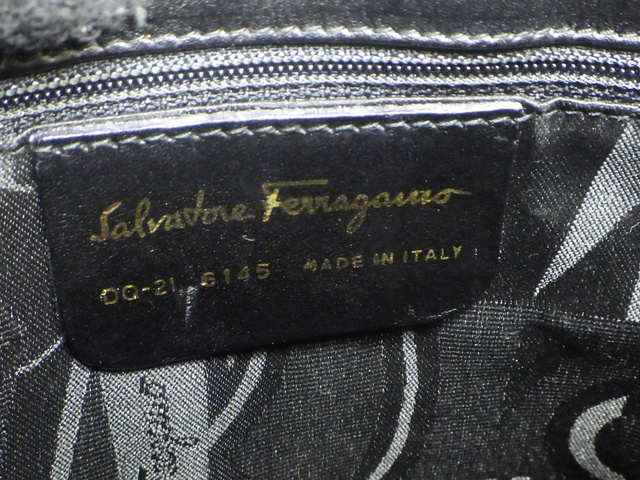 Salvatore Ferragamo
DQ-21 6145 MADE IN ITALY